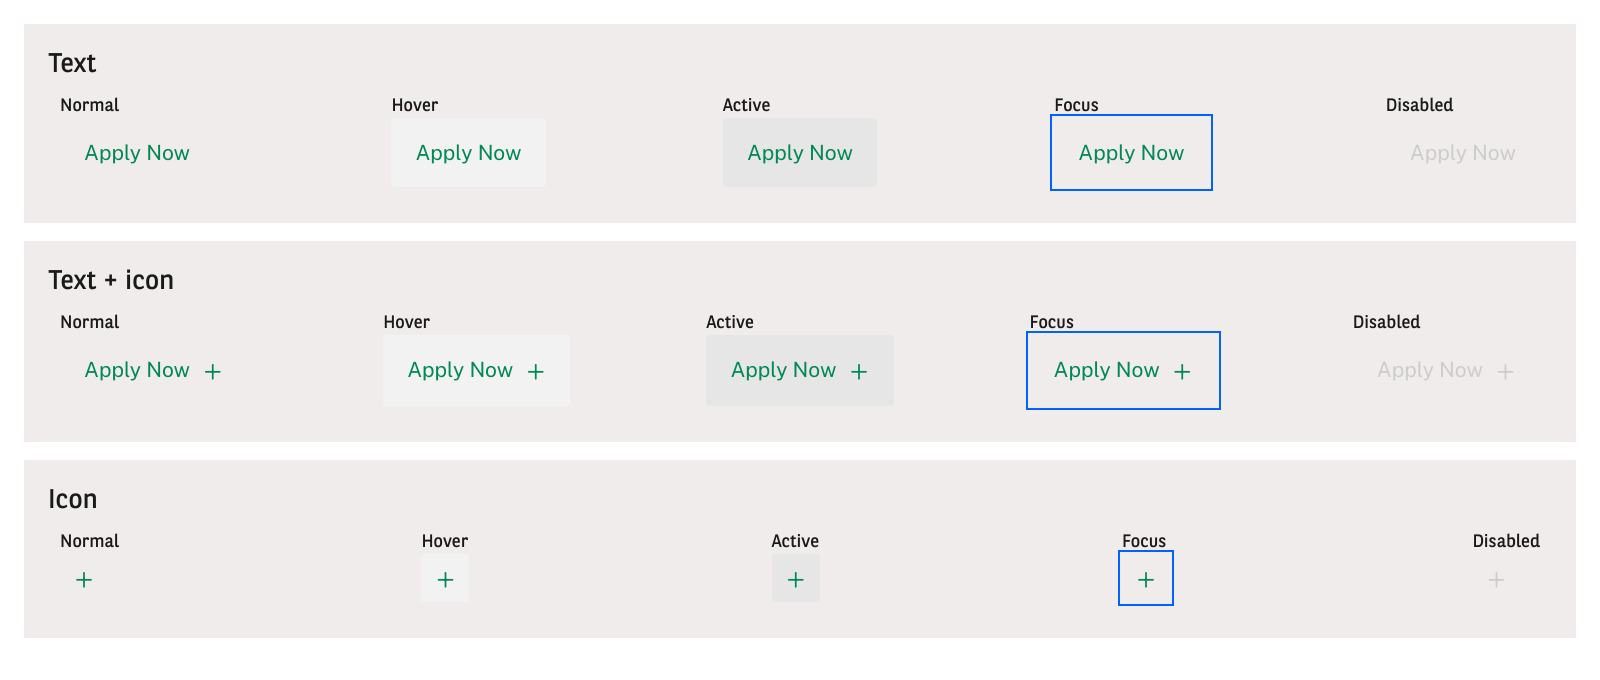 Text
Normal Hover Active Focus Disabled
Apply Now Apply Now Apply Now Apply Now Apply Now
Text + icon
Normal Hover Active Focus Disabled
Apply Now + Apply Now + Apply Now + Apply Now + Apply Now +
Icon
Normal Hover Active Focus Disabled
+ + + + +